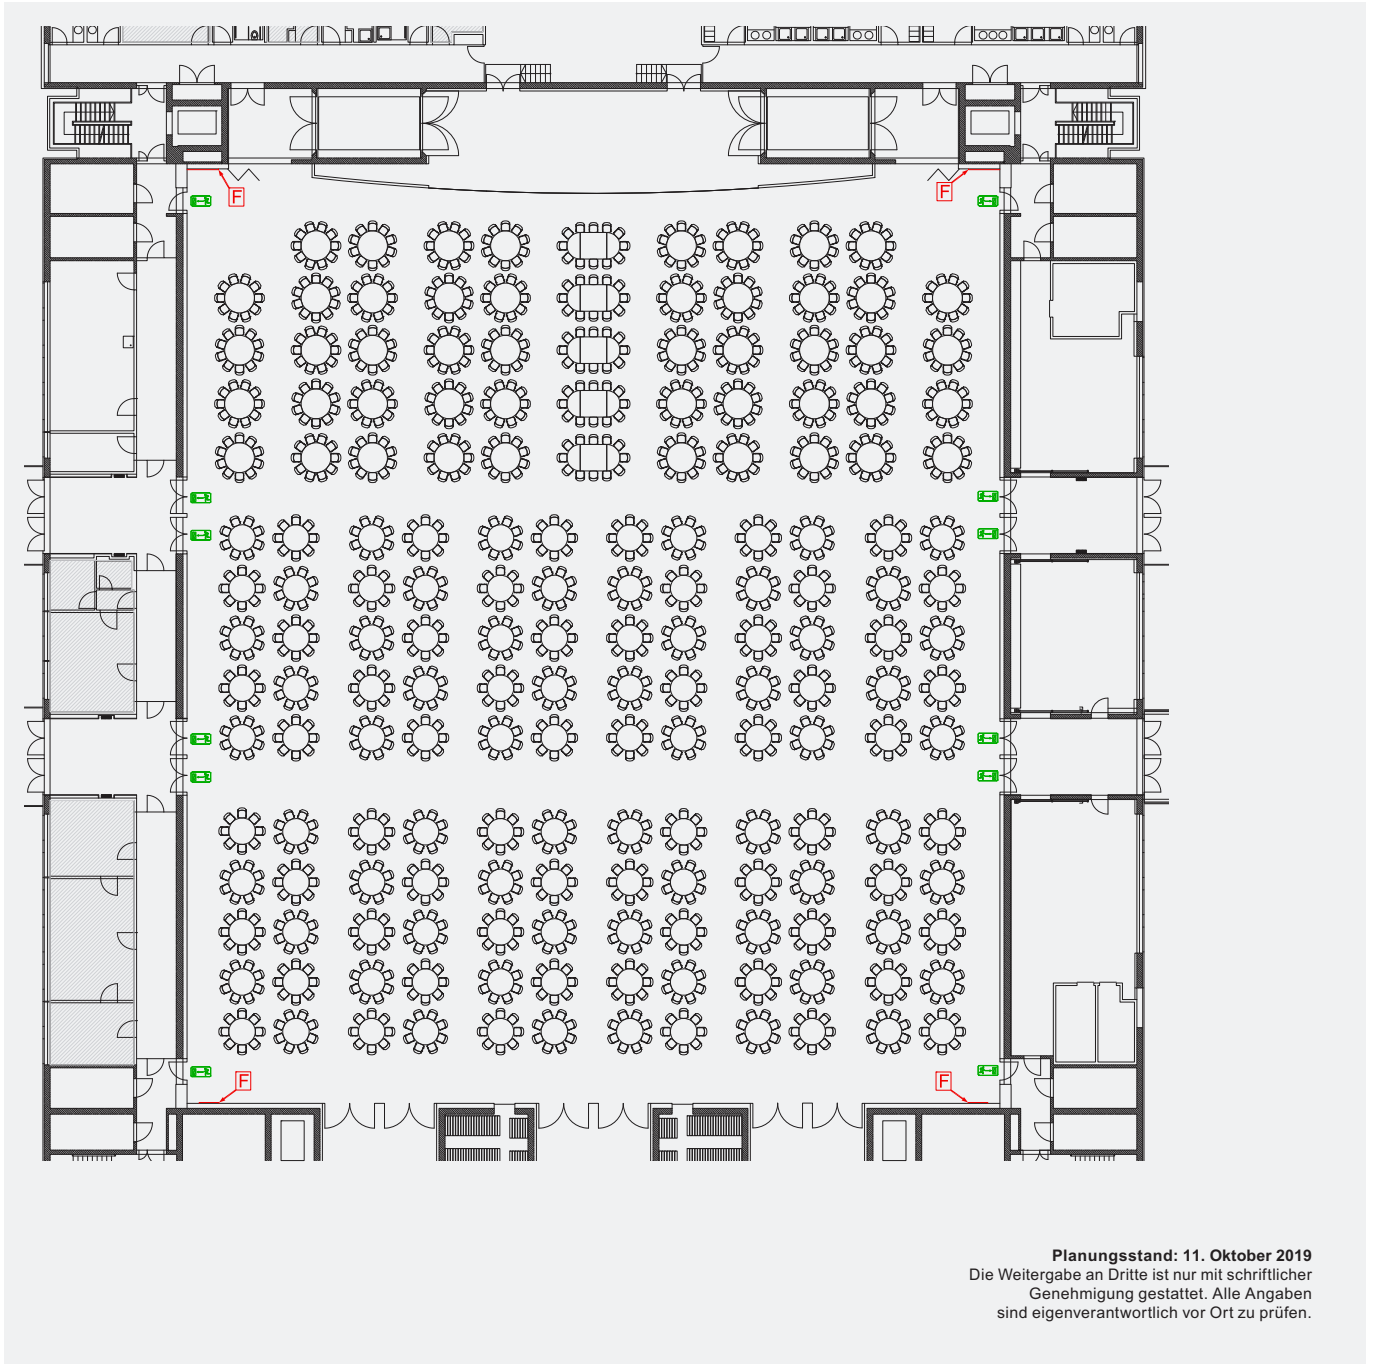 F
F
F
F
Planungsstand: 11. Oktober 2019
Die Weitergabe an Dritte ist nur mit schriftlicher
Genehmigung gestattet. Alle Angaben
sind eigenverantwortlich vor Ort zu prüfen.